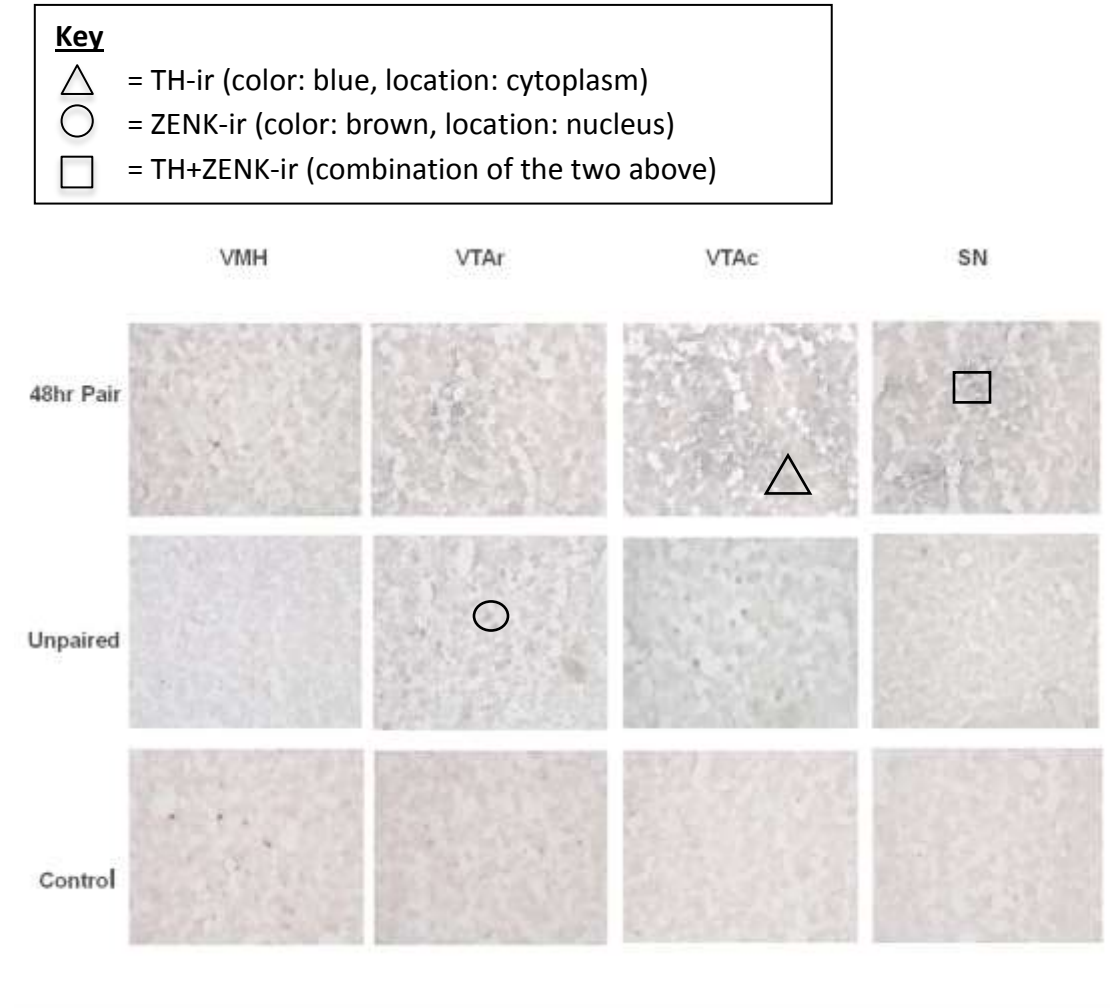 Key
= TH-ir (color: blue, location: cytoplasm)
= ZENK-ir (color: brown, location: nucleus)
= TH+ZENK-ir (combination of the two above)
VMH VTAr VTAc SN
48hr Pair
Unpaired
Control